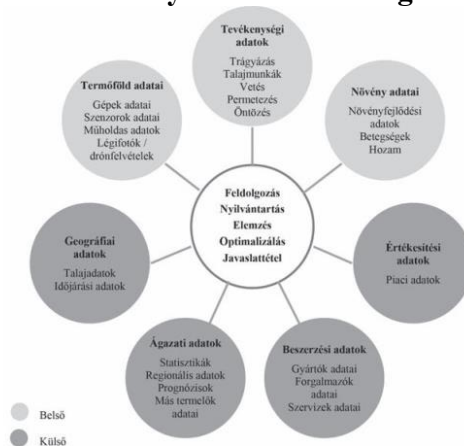 Tevékenységi
adatok
Trágyázás
Talajmunkák
Vetés
Permetezés
Öntözés
Termőföld adatai
Gépek adatai
Szenzorok adatai
Műholdas adatok
Légifotók /
drónfelvételek
Növény adatai
Növényfejlődési
adatok
Betegségek
Hozam
Feldolgozás
Nyilvántartás
Elemzés
Optimalizálás
Javaslattétel
Geográfiai
adatok
Talajadatok
Időjárási adatok
Értékesítési
adatok
Piaci adatok
Ágazati adatok
Statisztikák
Regionális adatok
Prognózisok
Más termelők
adatai
Beszerzési adatok
Gyártók adatai
Forgalmazók
adatai
Szervizek adatai
Belső
Külső